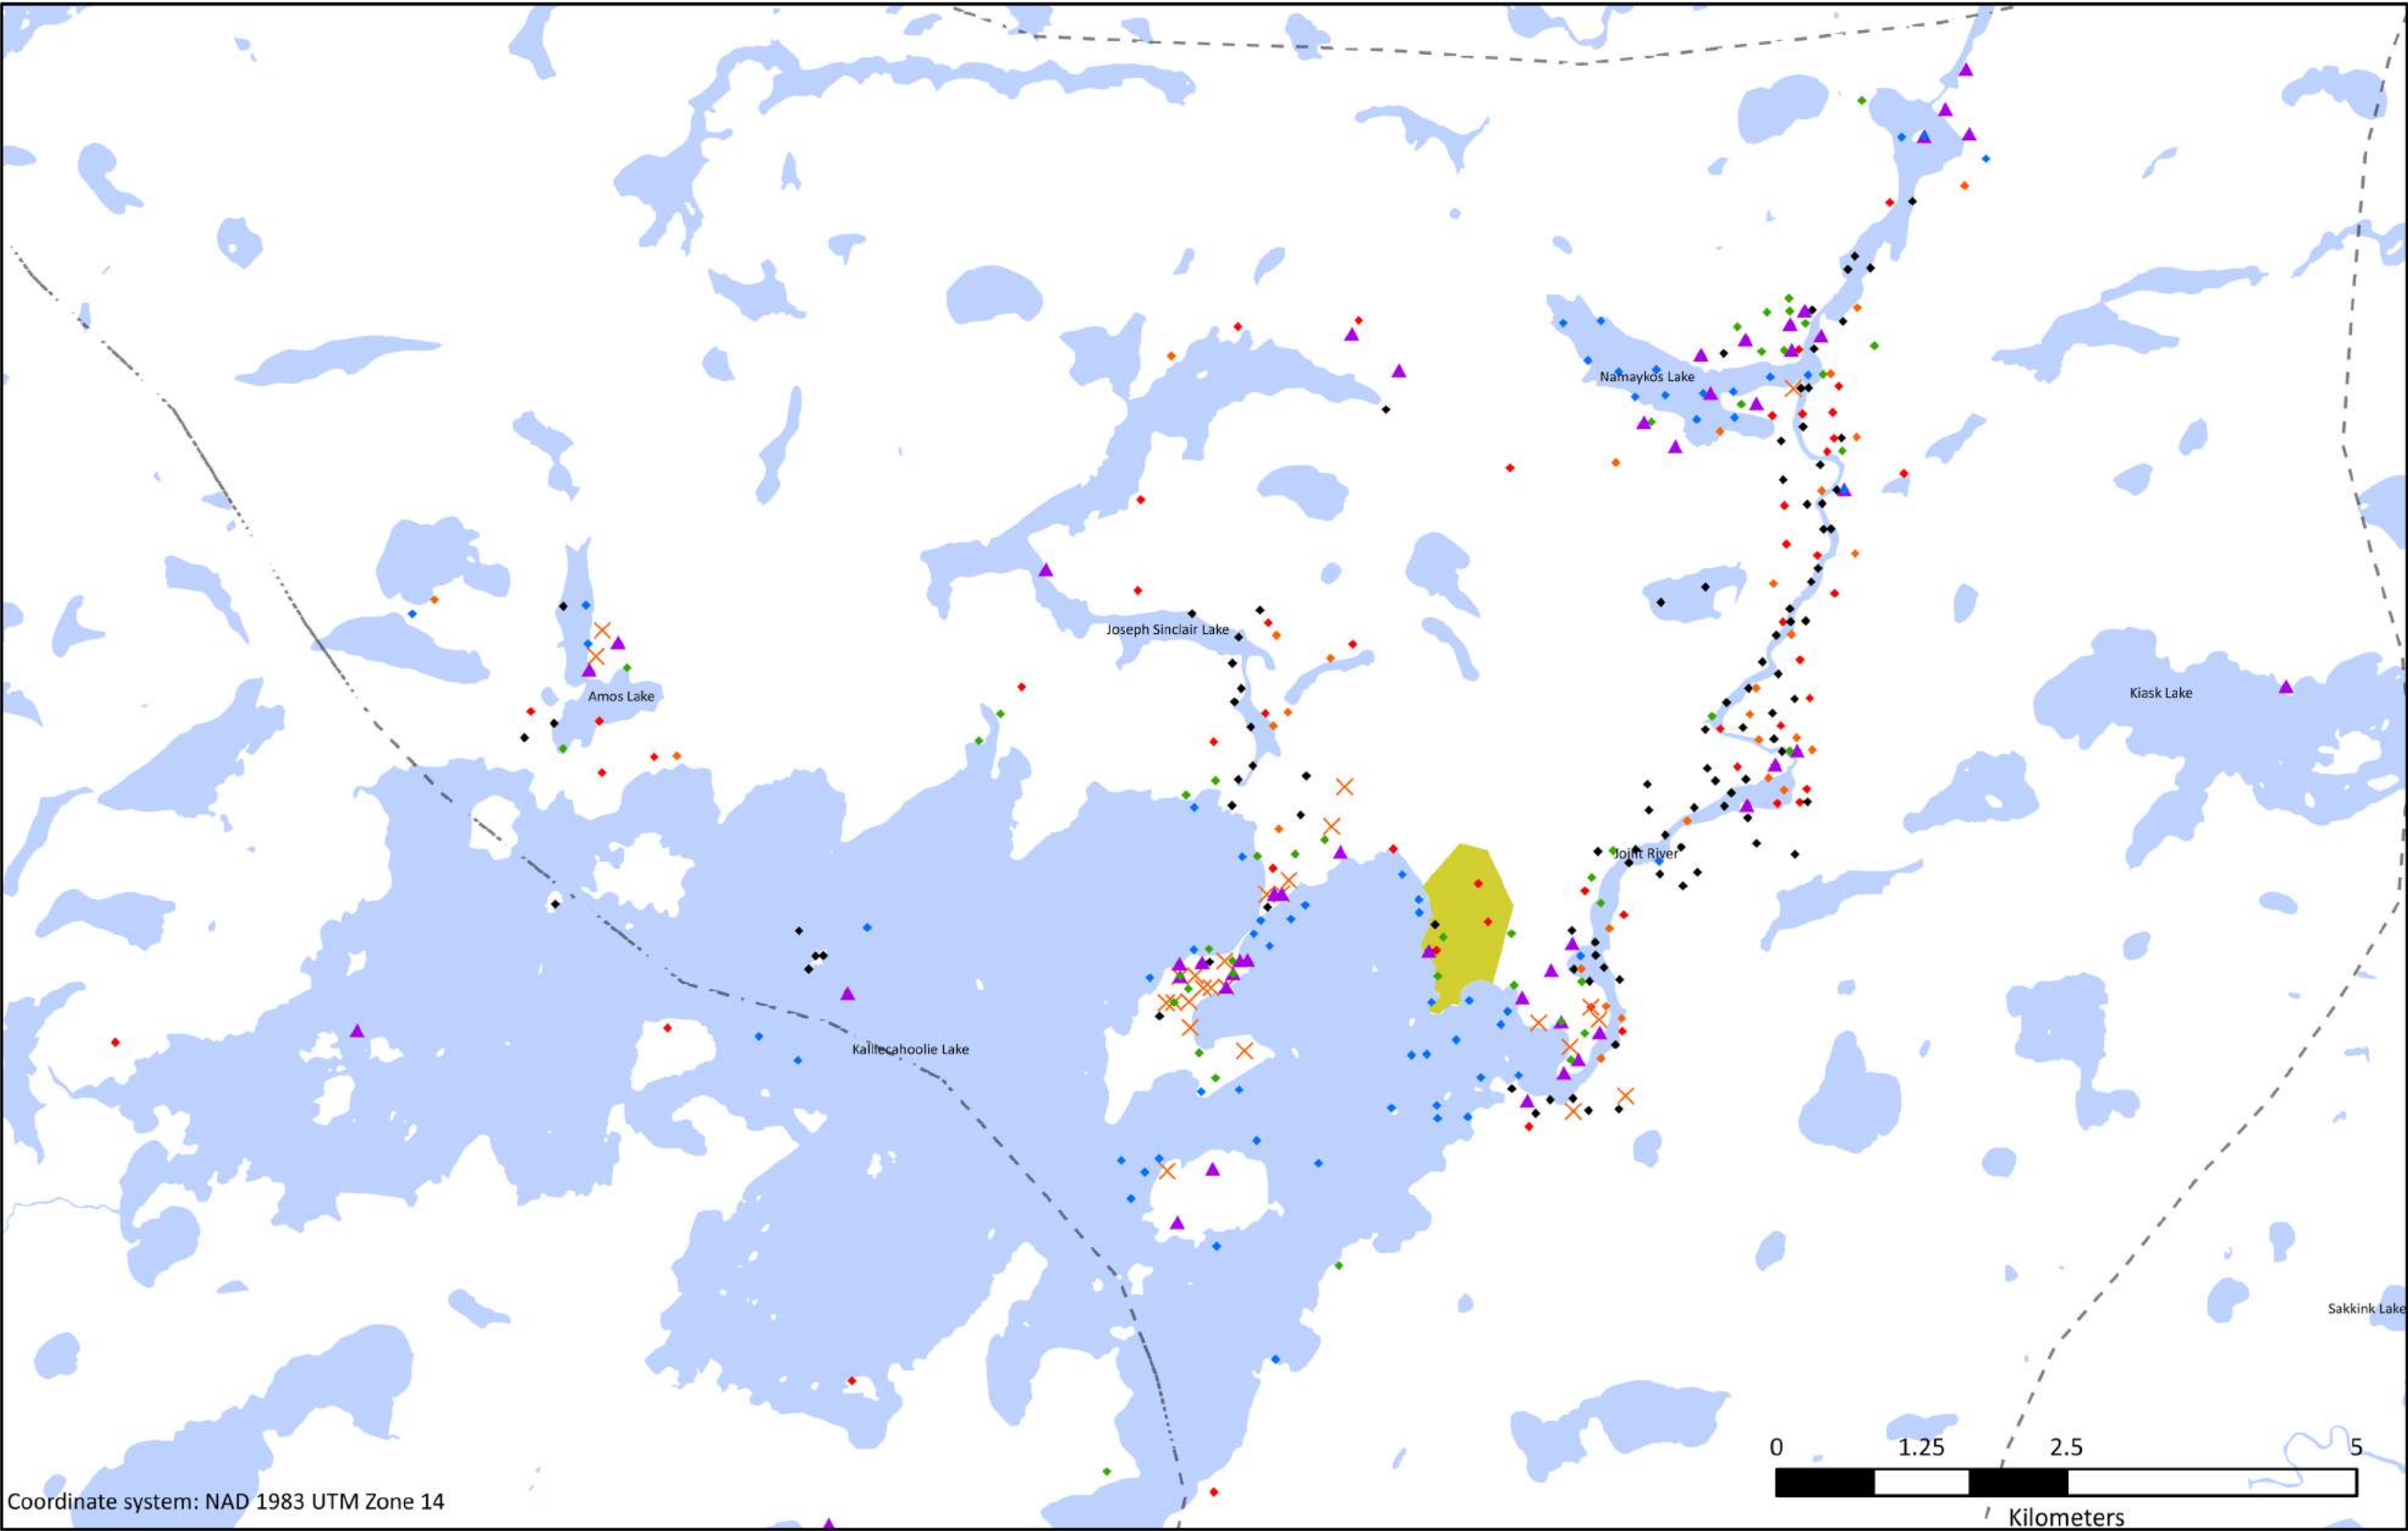 Namaykos Lake
Joseph Sinclair Lake
Amos Lake
Kiask Lake
Joint River
Kalliecahoolie Lake
Sakkink Lake
0 1.25 2.5 5
Kilometers
Coordinate system: NAD 1983 UTM Zone 14